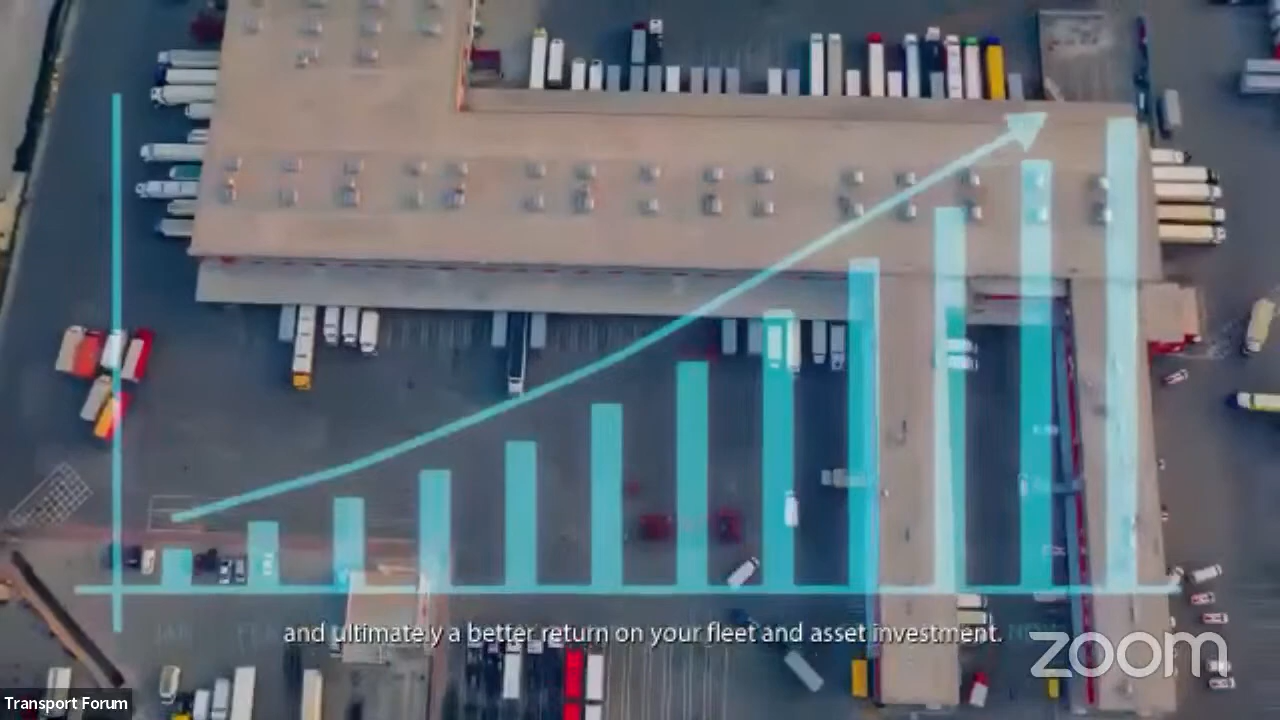 and ultimately a better return on your fleet and asset investment.
zoom
Transport Forum